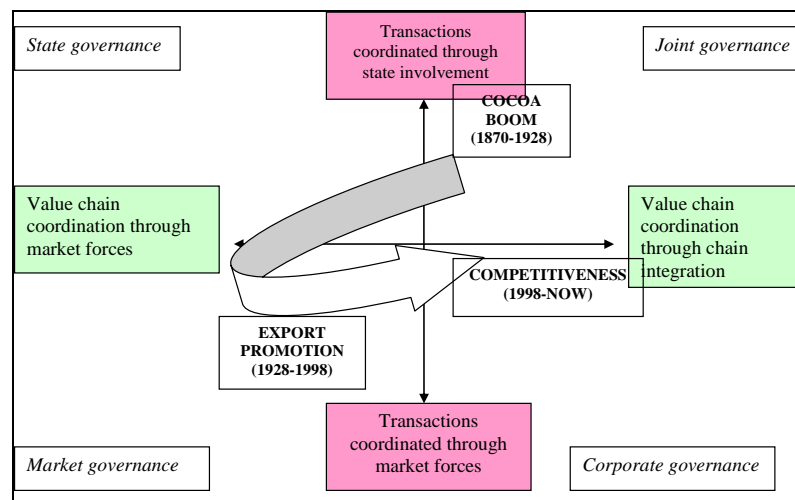 State governance
Transactions
coordinated through
state involvement
Joint governance
COCOA
BOOM
(1870-1928)
Value chain
coordination through
market forces
Value chain
coordination
through chain
integration
COMPETITIVENESS
(1998-NOW)
EXPORT
PROMOTION
(1928-1998)
Transactions
coordinated through
market forces
Market governance
Corporate governance